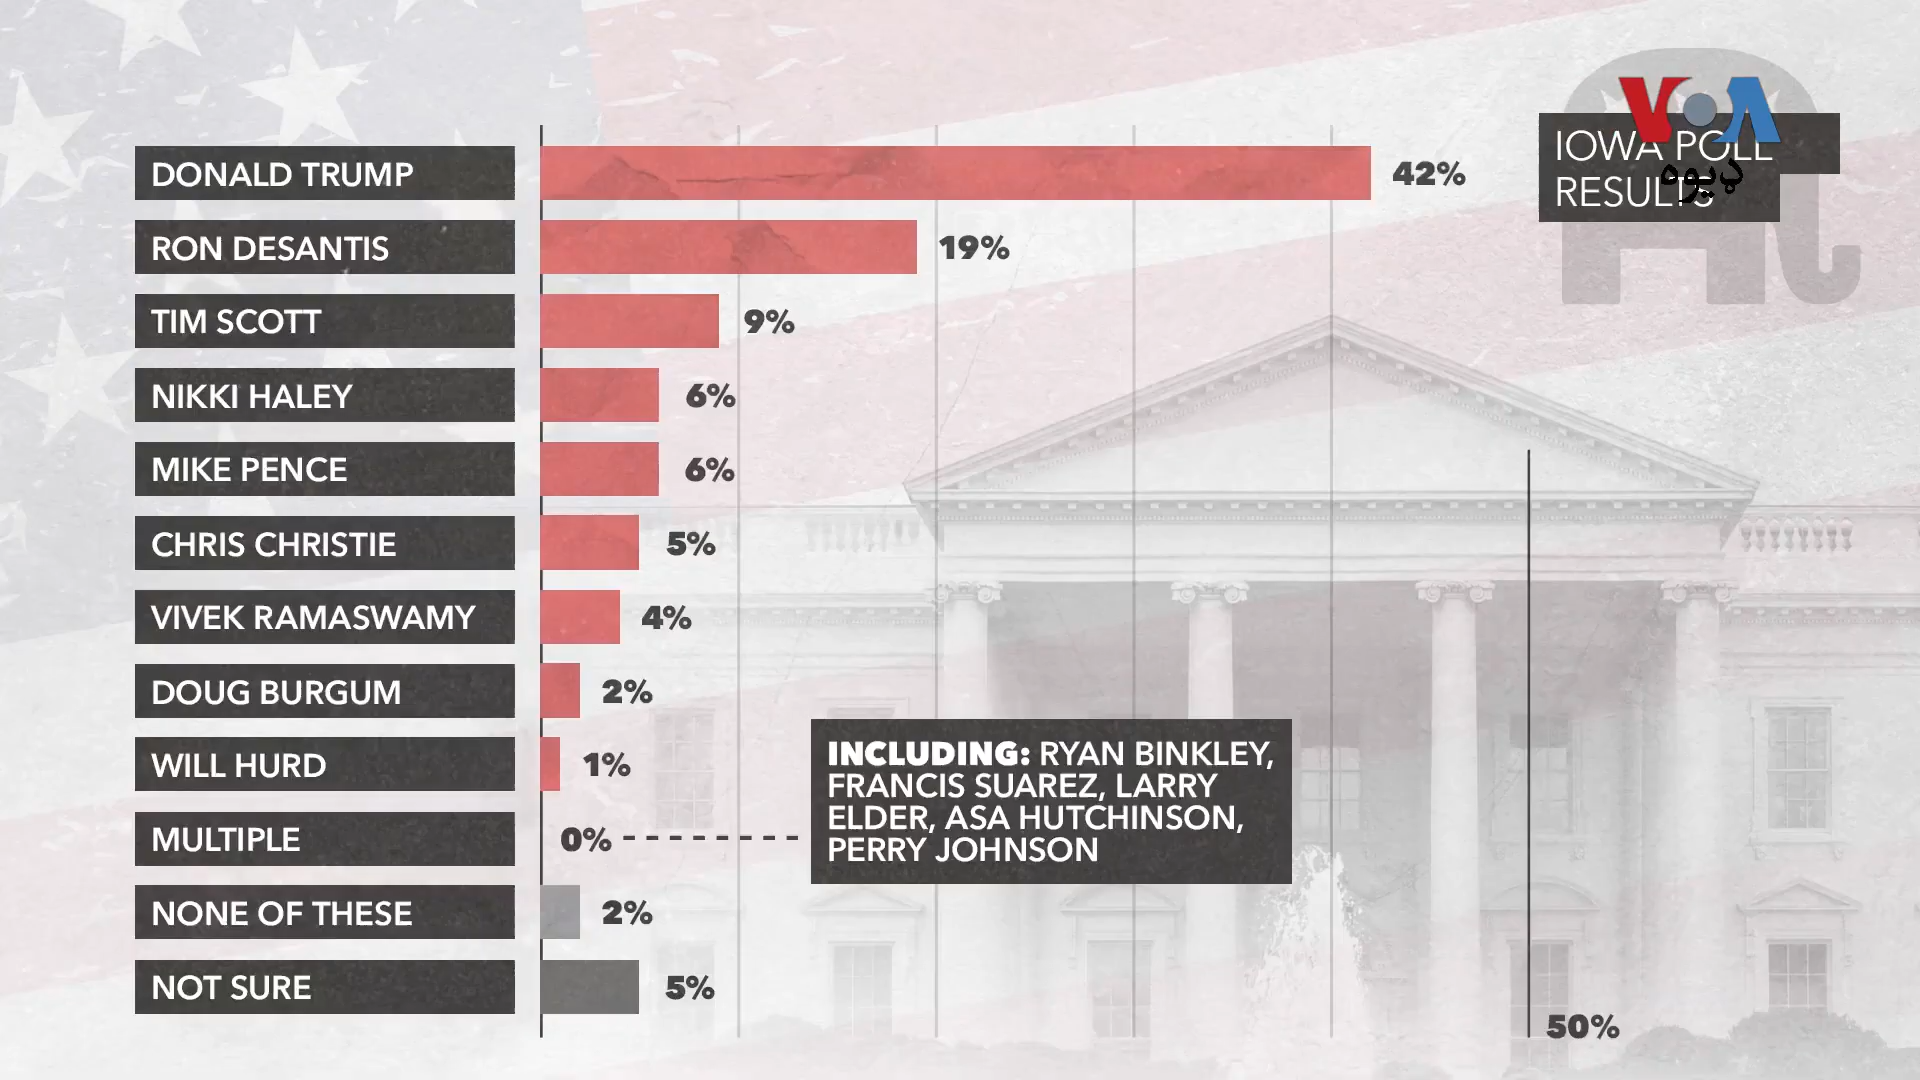 VOA
ډیوه
IOWA POLL
RESULTS
DONALD TRUMP 42%
RON DESANTIS 19%
TIM SCOTT 9%
NIKKI HALEY 6%
MIKE PENCE 6%
CHRIS CHRISTIE 5%
VIVEK RAMASWAMY 4%
DOUG BURGUM 2%
WILL HURD 1%
MULTIPLE 0%
INCLUDING: RYAN BINKLEY,
FRANCIS SUAREZ, LARRY
ELDER, ASA HUTCHINSON,
PERRY JOHNSON
NONE OF THESE 2%
NOT SURE 5%
50%